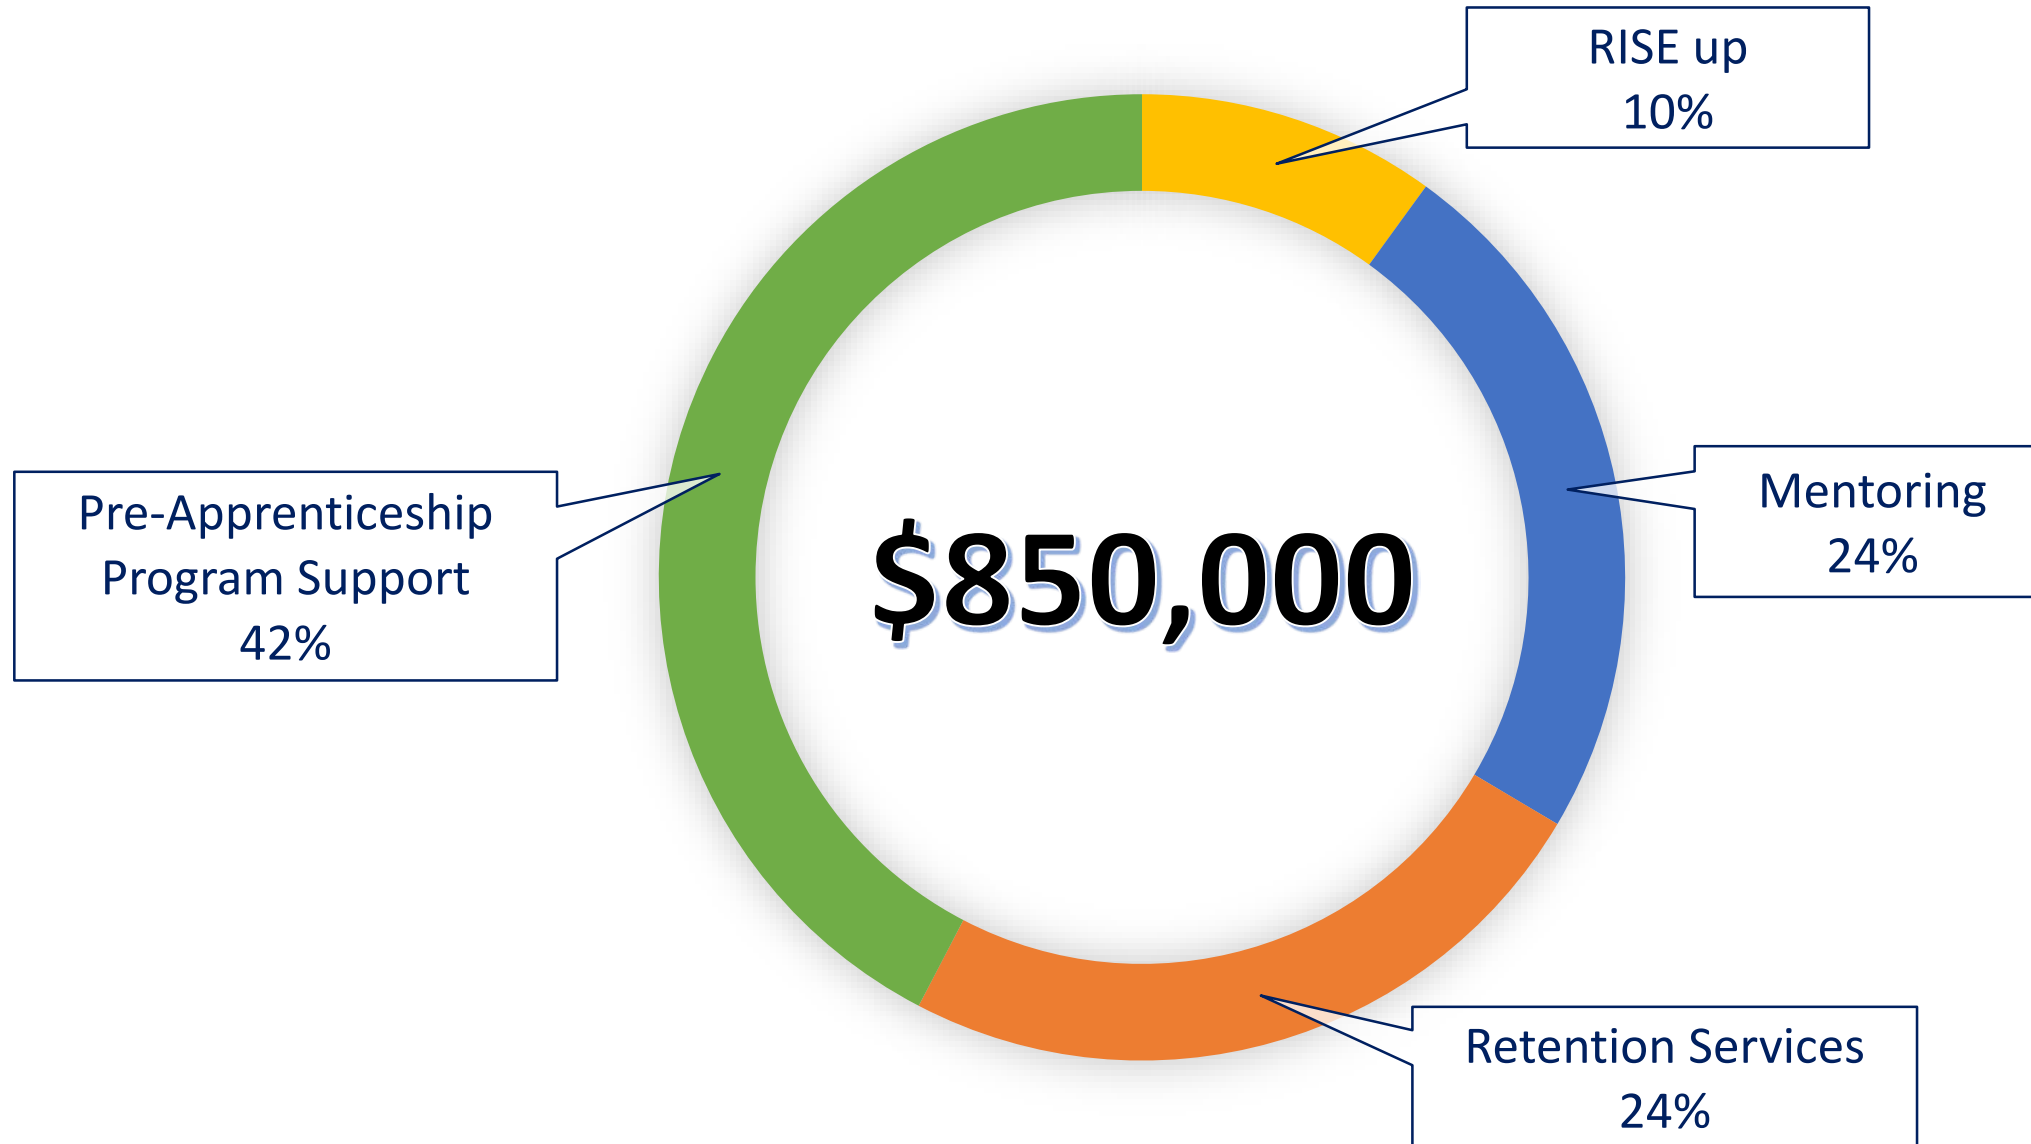 RISE up
10%
Mentoring
24%
Pre-Apprenticeship
Program Support
42%
$850,000
Retention Services
24%